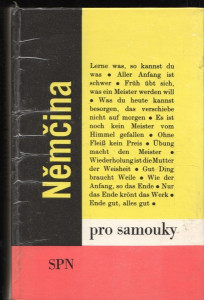 Němčina
Lerne was, so kannst du
was • Aller Anfang ist
schwer • Früh übt sich,
was ein Meister werden will
• Was du heute kannst
besorgen, das verschiebe
nicht auf morgen • Es ist
noch kein Meister vom
Himmel gefallen • Ohne
Fleiß kein Preis • Übung
macht den Meister •
Wiederholung ist die Mutter
der Weisheit • Gut Ding
braucht Weile • Wie der
Anfang, so das Ende • Nur
das Ende krönt das Werk •
Ende gut, alles gut •
pro samouky
SPN